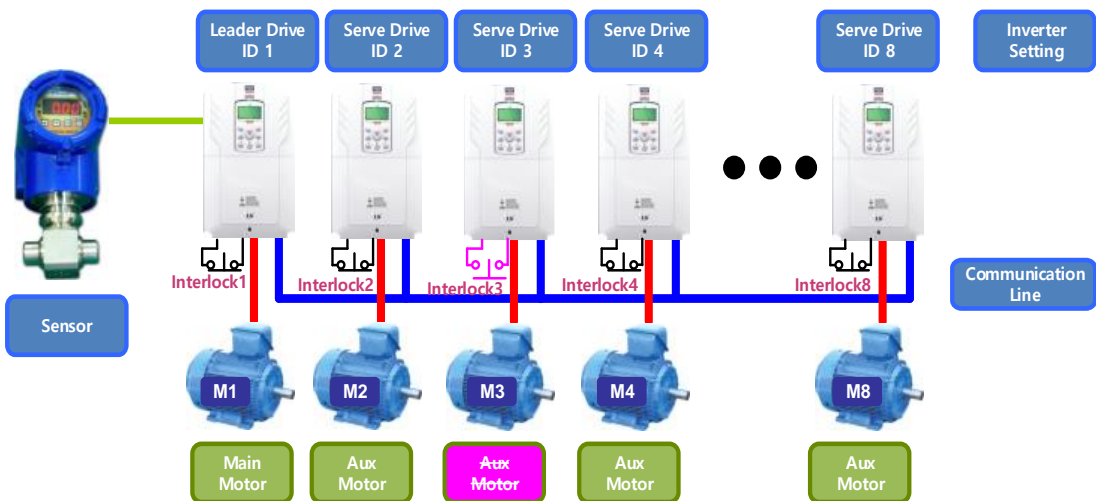 Leader Drive
ID 1
Serve Drive
ID 2
Serve Drive
ID 3
Serve Drive
ID 4
Serve Drive
ID 8
Inverter
Setting
000
Interlock1
Interlock2
Interlock3
Interlock4
Interlock8
Communication
Line
Sensor
M1
M2
M3
M4
M8
Main
Motor
Aux
Motor
Aux
Motor
Aux
Motor
Aux
Motor